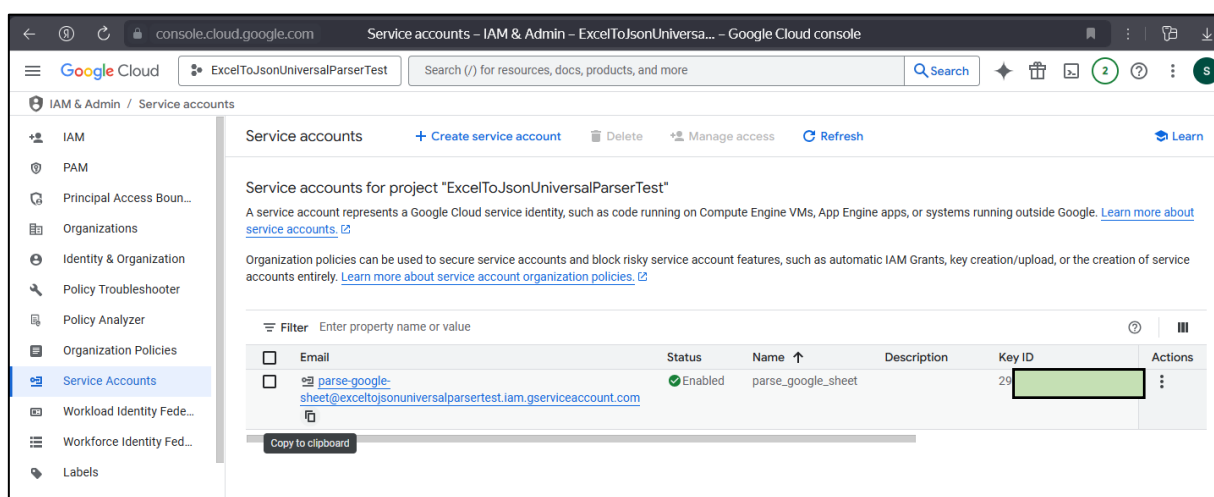 console.cloud.google.com Service accounts – IAM & Admin – ExcelToJsonUniversa... – Google Cloud console
Google Cloud ExcelToJsonUniversalParserTest Search (/) for resources, docs, products, and more Search 2 S
IAM & Admin / Service accounts
IAM
PAM
Principal Access Boun...
Organizations
Identity & Organization
Policy Troubleshooter
Policy Analyzer
Organization Policies
Service Accounts
Workload Identity Fede...
Workforce Identity Fed...
Labels
Service accounts + Create service account Delete Manage access Refresh Learn
Service accounts for project "ExcelToJsonUniversalParserTest"
A service account represents a Google Cloud service identity, such as code running on Compute Engine VMs, App Engine apps, or systems running outside Google. Learn more about
service accounts.
Organization policies can be used to secure service accounts and block risky service account features, such as automatic IAM Grants, key creation/upload, or the creation of service
accounts entirely. Learn more about service account organization policies.
Filter Enter property name or value
Email Status Name Description Key ID Actions
parse-google- Enabled parse_google_sheet 29
sheet@exceltojsonuniversalparsertest.iam.gserviceaccount.com
Copy to clipboard